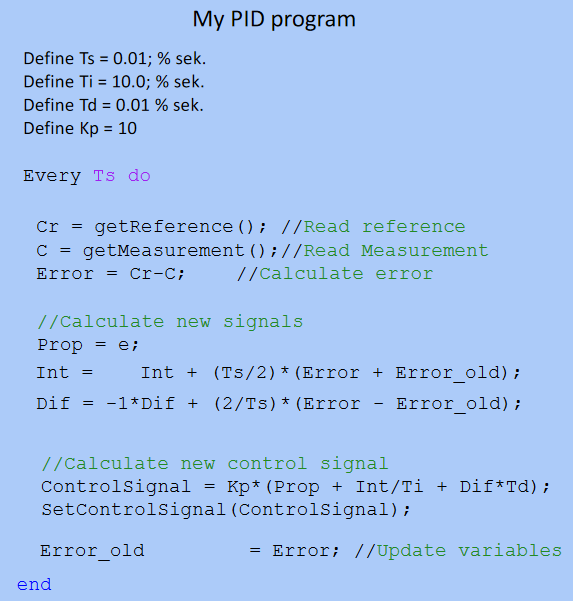 My PID program
Define Ts = 0.01; % sek.
Define Ti = 10.0; % sek.
Define Td = 0.01 % sek.
Define Kp = 10
Every Ts do
Cr = getReference(); //Read reference
C = getMeasurement();//Read Measurement
Error = Cr-C; //Calculate error
//Calculate new signals
Prop = e;
Int = Int + (Ts/2)*(Error + Error_old);
Dif = -1*Dif + (2/Ts)*(Error - Error_old);
//Calculate new control signal
ControlSignal = Kp*(Prop + Int/Ti + Dif*Td);
SetControlSignal(ControlSignal);
Error_old = Error; //Update variables
end